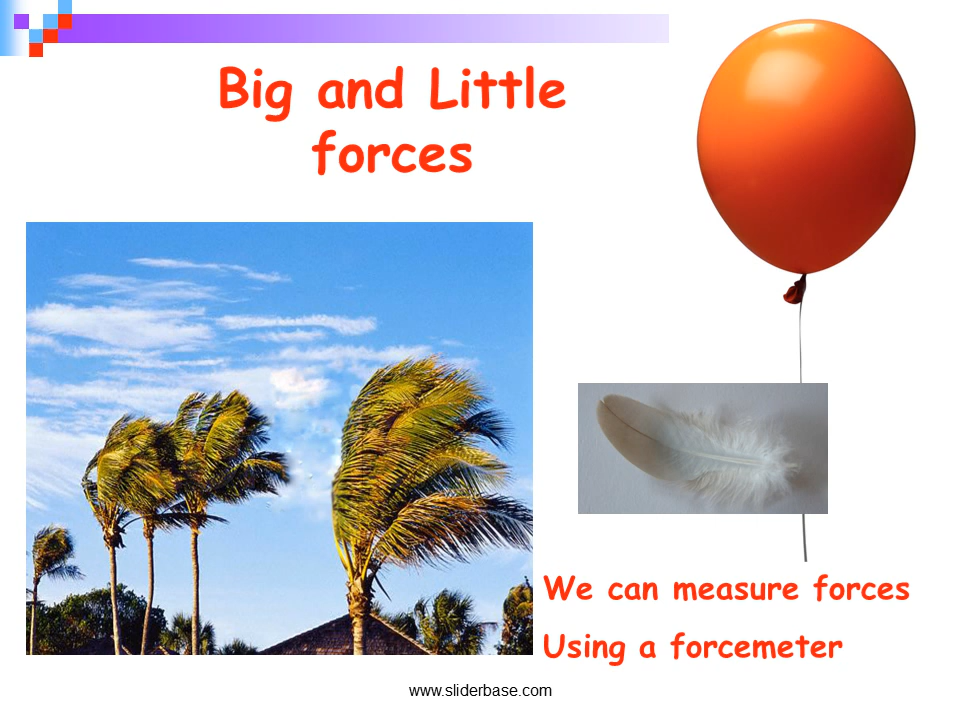 Big and Little
forces
We can measure forces
Using a forcemeter
www.sliderbase.com